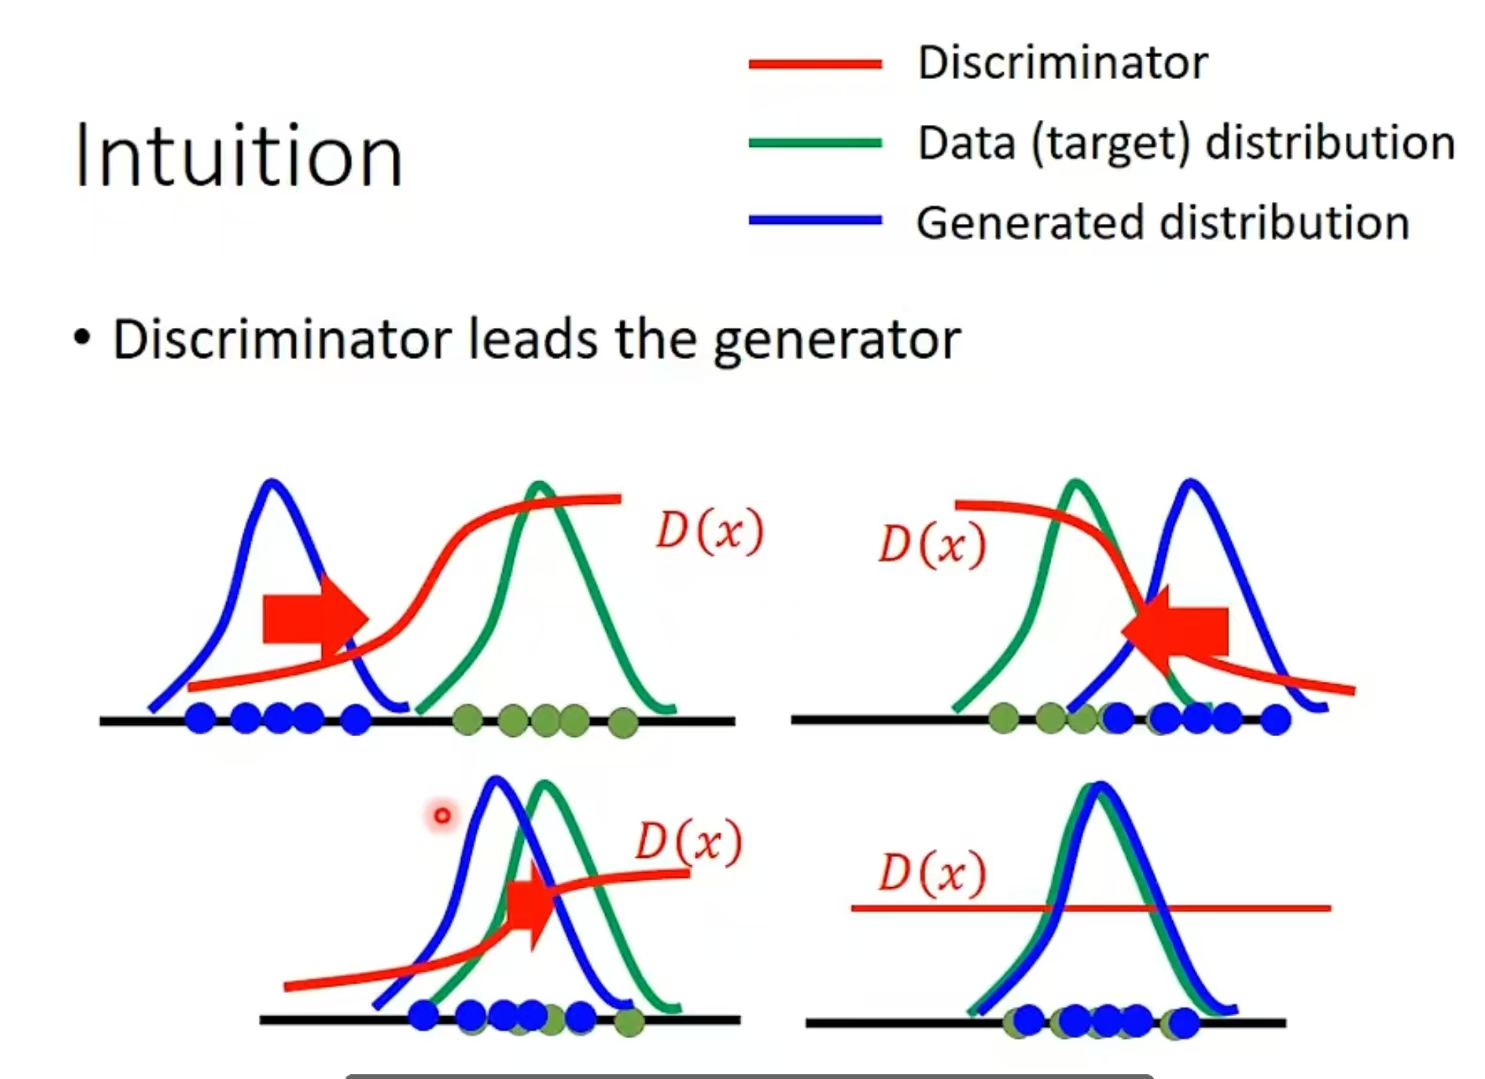 Discriminator
Data (target) distribution
Generated distribution
Intuition
• Discriminator leads the generator
D(x)
D(x)
D(x)
D(x)